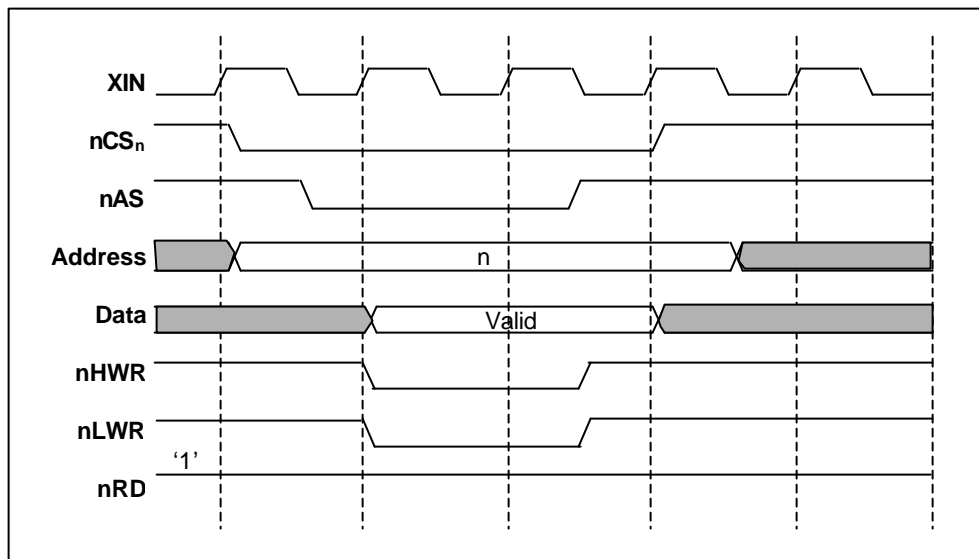 XIN
nCSn
nAS
Address
n
Data
Valid
nHWR
nLWR
‘1’
nRD